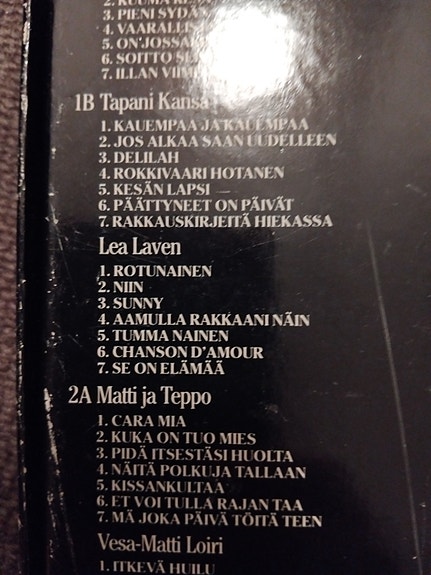 2. KUUMA
3. PIENI
4.
5. ON'
6. SOITTO
7. ILLAN
1B Tapani Kansa
1. KAUEMPAA JA KAUEMPAA
2. JOS ALKAA SAAN UUDELLEEN
3. DELILAH
4. ROKKIVAARI HOTANEN
5. KESÄN LAPSI
6. PÄÄTTYNEET ON PÄIVÄT
7. RAKKAUSKIRJEITÄ HIEKASSA
Lea Laven
1. ROTUNAINEN
2. NIIN
3. SUNNY
4. AAMULLA RAKKAANI NÄIN
5. TUMMA NAINEN
6. CHANSON D'AMOUR
7. SE ON ELÄMÄÄ
2A Matti ja Teppo
1. CARA MIA
2. KUKA ON TUO MIES
3. PIDÄ ITSESTÄSI HUOLTA
4. NÄITÄ POLKUJA TALLAAN
5. KISSANKULTAA
6. ET VOI TULLA RAJAN TAA
7. MÄ JOKA PÄIVÄ TÖITÄ TEEN
Vesa-Matti Loiri
1. ITKEVÄ HUILU